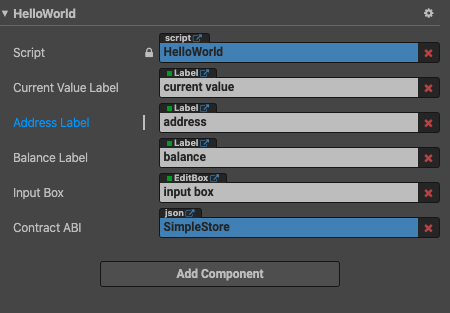 HelloWorld
script
Script HelloWorld
Label
Current Value Label current value
Label
Address Label address
Label
Balance Label balance
EditBox
Input Box input box
json
Contract ABI SimpleStore
Add Component